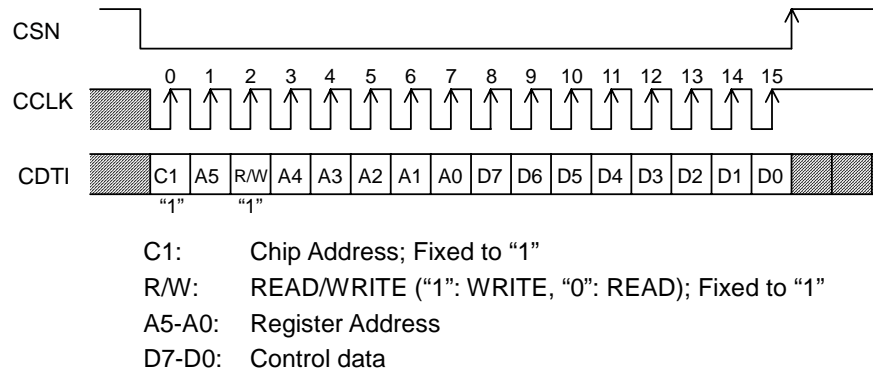 CSN
0 1 2 3 4 5 6 7 8 9 10 11 12 13 14 15
CCLK
CDTI C1 A5 R/W A4 A3 A2 A1 A0 D7 D6 D5 D4 D3 D2 D1 D0
“1” “1”
C1: Chip Address; Fixed to “1”
R/W: READ/WRITE (“1”: WRITE, “0”: READ); Fixed to “1”
A5-A0: Register Address
D7-D0: Control data